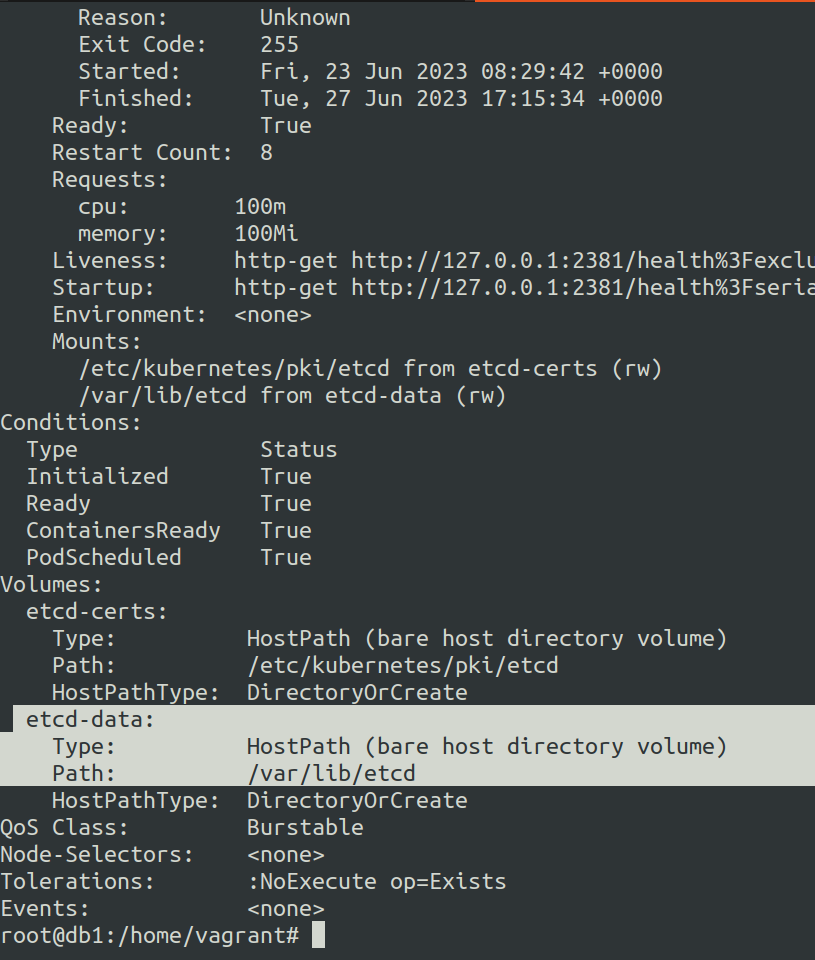 Reason:       Unknown
      Exit Code:    255
      Started:      Fri, 23 Jun 2023 08:29:42 +0000
      Finished:     Tue, 27 Jun 2023 17:15:34 +0000
    Ready:          True
    Restart Count:  8
    Requests:
      cpu:        100m
      memory:     100Mi
    Liveness:     http-get http://127.0.0.1:2381/health%3Fexclu
    Startup:      http-get http://127.0.0.1:2381/health%3Fseria
    Environment:  <none>
    Mounts:
      /etc/kubernetes/pki/etcd from etcd-certs (rw)
      /var/lib/etcd from etcd-data (rw)
Conditions:
  Type              Status
  Initialized       True
  Ready             True
  ContainersReady   True
  PodScheduled      True
Volumes:
  etcd-certs:
    Type:          HostPath (bare host directory volume)
    Path:          /etc/kubernetes/pki/etcd
    HostPathType:  DirectoryOrCreate
  etcd-data:
    Type:          HostPath (bare host directory volume)
    Path:          /var/lib/etcd
    HostPathType:  DirectoryOrCreate
QoS Class:         Burstable
Node-Selectors:    <none>
Tolerations:       :NoExecute op=Exists
Events:            <none>
root@db1:/home/vagrant#